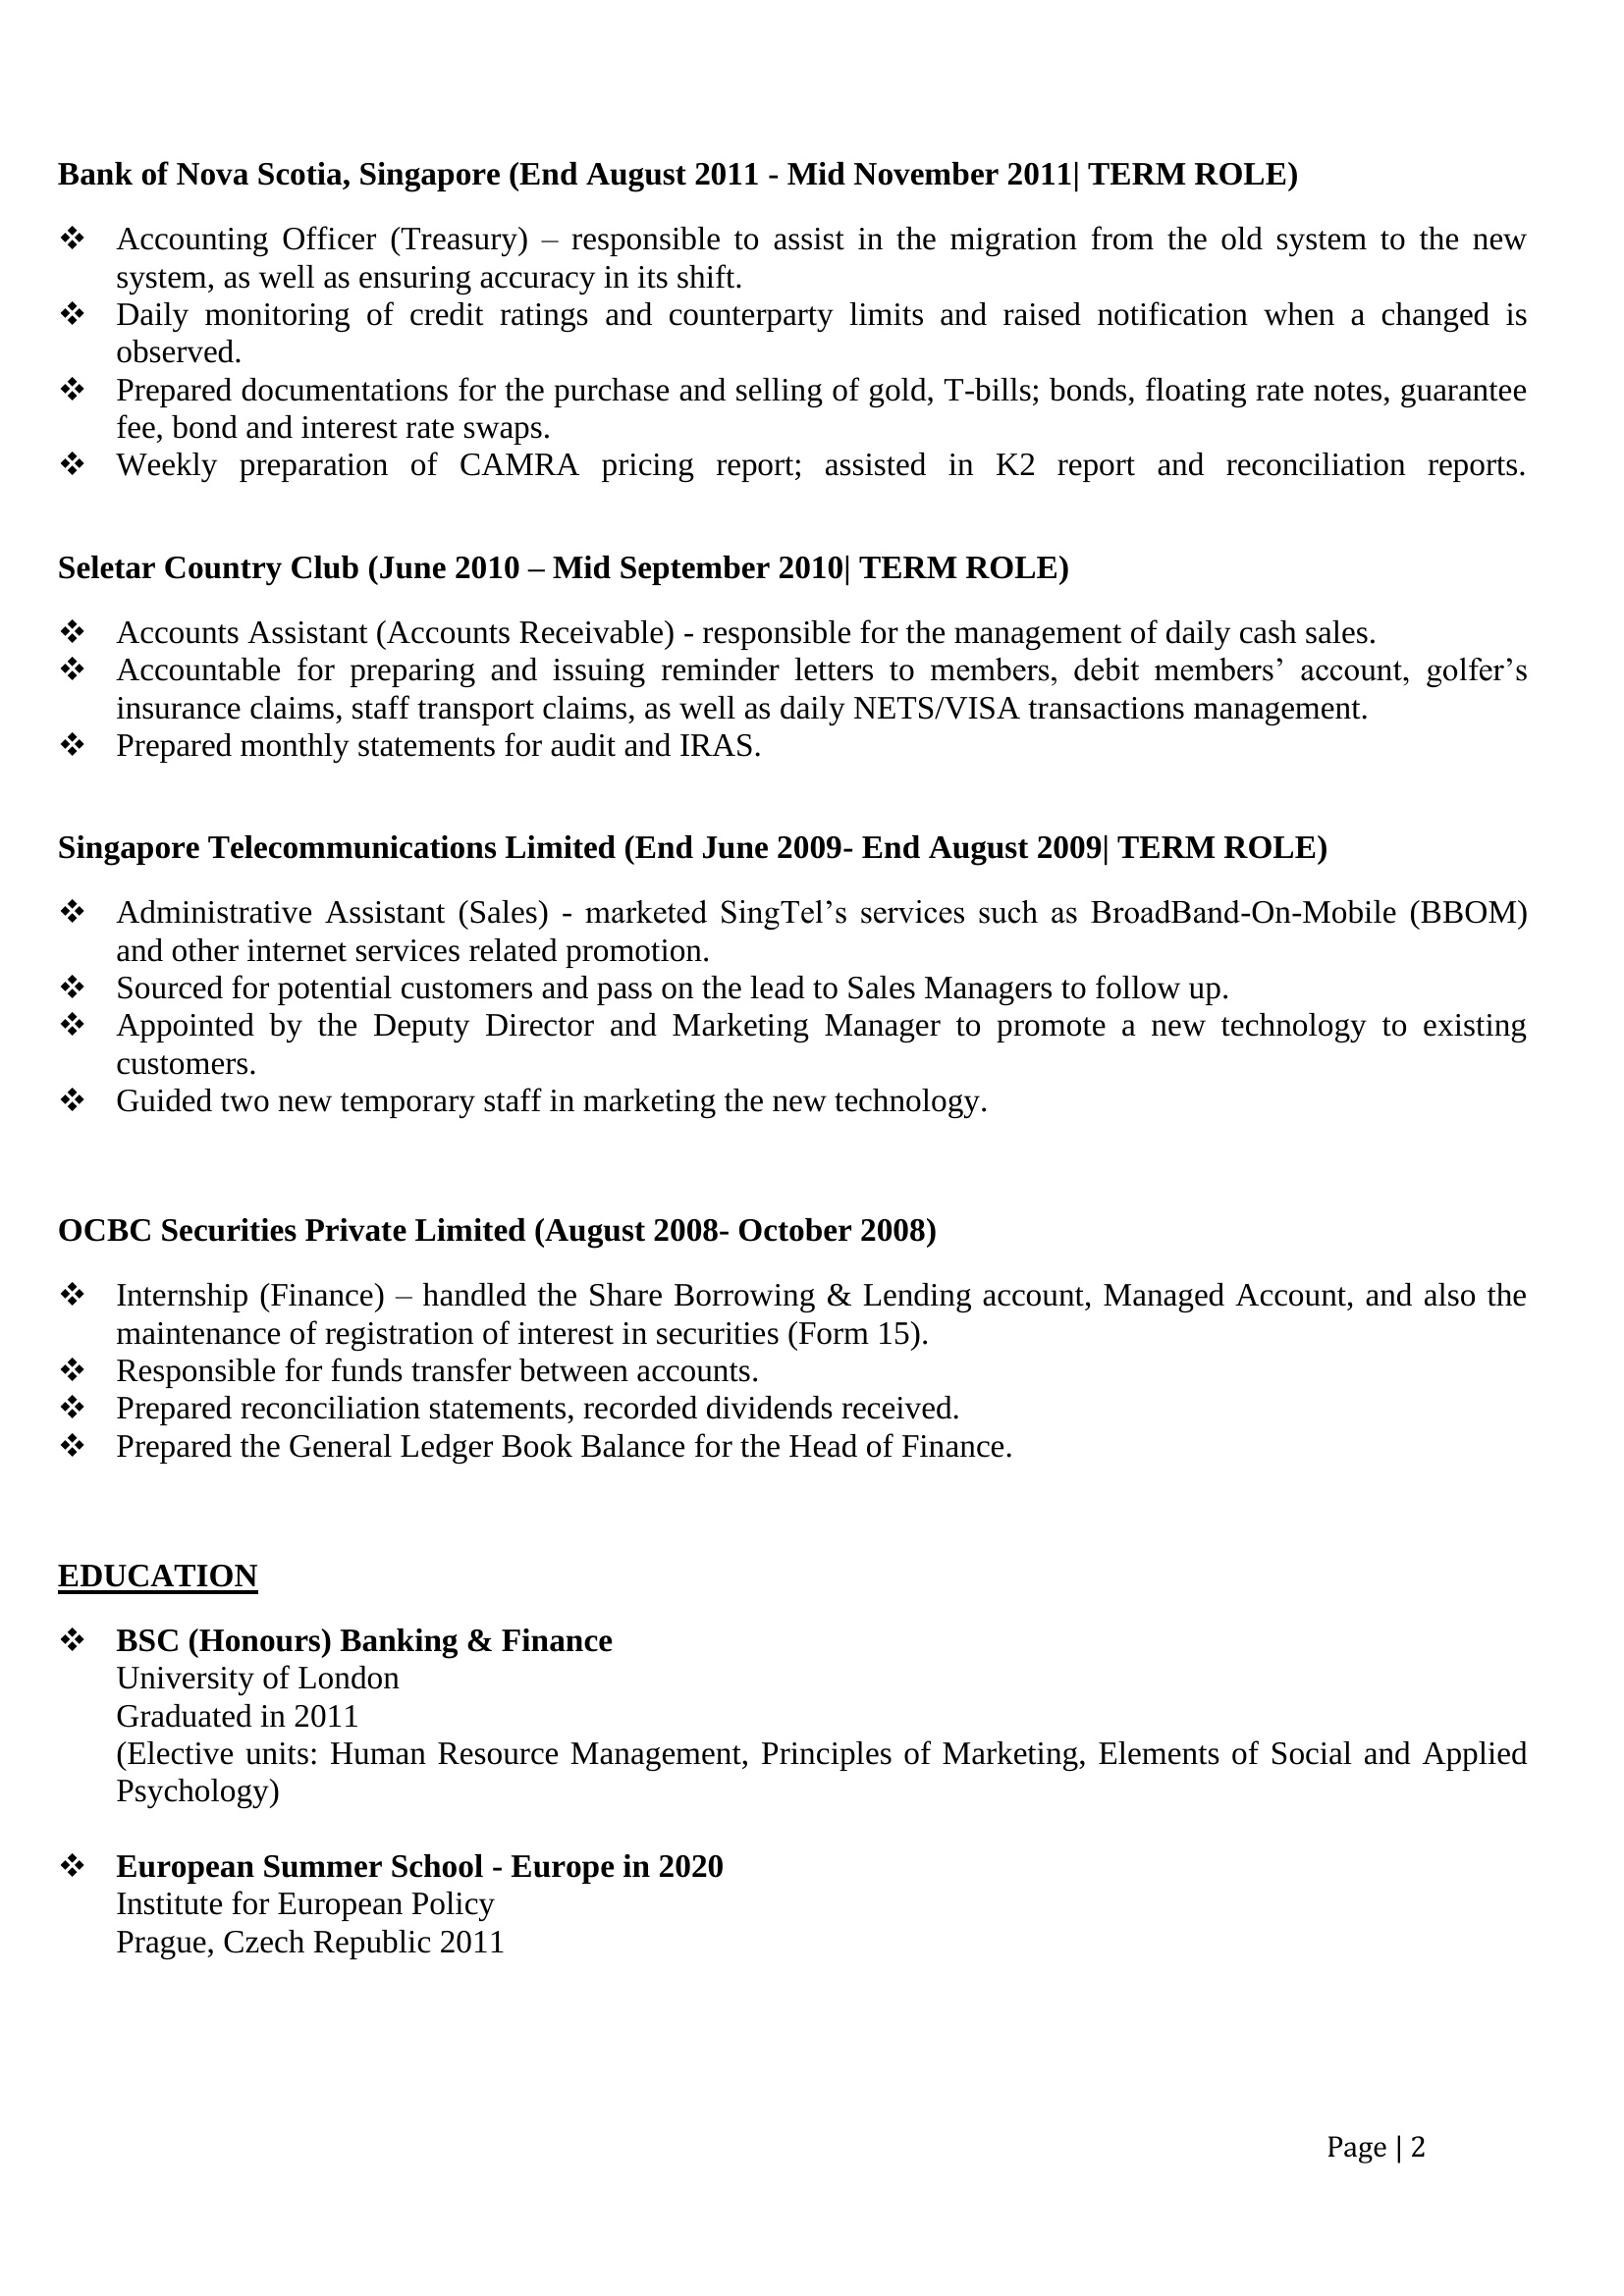 Bank of Nova Scotia, Singapore (End August 2011 - Mid November 2011| TERM ROLE)
❖ Accounting Officer (Treasury) – responsible to assist in the migration from the old system to the new
system, as well as ensuring accuracy in its shift.
❖ Daily monitoring of credit ratings and counterparty limits and raised notification when a changed is
observed.
❖ Prepared documentations for the purchase and selling of gold, T-bills; bonds, floating rate notes, guarantee
fee, bond and interest rate swaps.
❖ Weekly preparation of CAMRA pricing report; assisted in K2 report and reconciliation reports.
Seletar Country Club (June 2010 – Mid September 2010| TERM ROLE)
❖ Accounts Assistant (Accounts Receivable) - responsible for the management of daily cash sales.
❖ Accountable for preparing and issuing reminder letters to members, debit members’ account, golfer’s
insurance claims, staff transport claims, as well as daily NETS/VISA transactions management.
❖ Prepared monthly statements for audit and IRAS.
Singapore Telecommunications Limited (End June 2009- End August 2009| TERM ROLE)
❖ Administrative Assistant (Sales) - marketed SingTel’s services such as BroadBand-On-Mobile (BBOM)
and other internet services related promotion.
❖ Sourced for potential customers and pass on the lead to Sales Managers to follow up.
❖ Appointed by the Deputy Director and Marketing Manager to promote a new technology to existing
customers.
❖ Guided two new temporary staff in marketing the new technology.
OCBC Securities Private Limited (August 2008- October 2008)
❖ Internship (Finance) – handled the Share Borrowing & Lending account, Managed Account, and also the
maintenance of registration of interest in securities (Form 15).
❖ Responsible for funds transfer between accounts.
❖ Prepared reconciliation statements, recorded dividends received.
❖ Prepared the General Ledger Book Balance for the Head of Finance.
EDUCATION
❖ BSC (Honours) Banking & Finance
University of London
Graduated in 2011
(Elective units: Human Resource Management, Principles of Marketing, Elements of Social and Applied
Psychology)
❖ European Summer School - Europe in 2020
Institute for European Policy
Prague, Czech Republic 2011
Page | 2